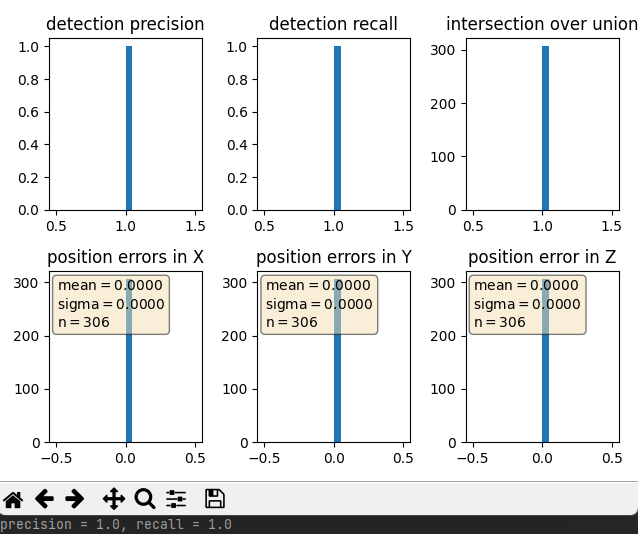 detection precision
detection recall
intersection over union
1.0
0.8
0.6
0.4
0.2
0.0
0.5 1.0 1.5
1.0
0.8
0.6
0.4
0.2
0.0
0.5 1.0 1.5
300
200
100
0
0.5 1.0 1.5
position errors in X
position errors in Y
position error in Z
300
200
100
0
mean = 0.0000
sigma = 0.0000
n = 306
−0.5 0.0 0.5
300
200
100
0
mean = 0.0000
sigma = 0.0000
n = 306
−0.5 0.0 0.5
300
200
100
0
mean = 0.0000
sigma = 0.0000
n = 306
−0.5 0.0 0.5
precision = 1.0, recall = 1.0